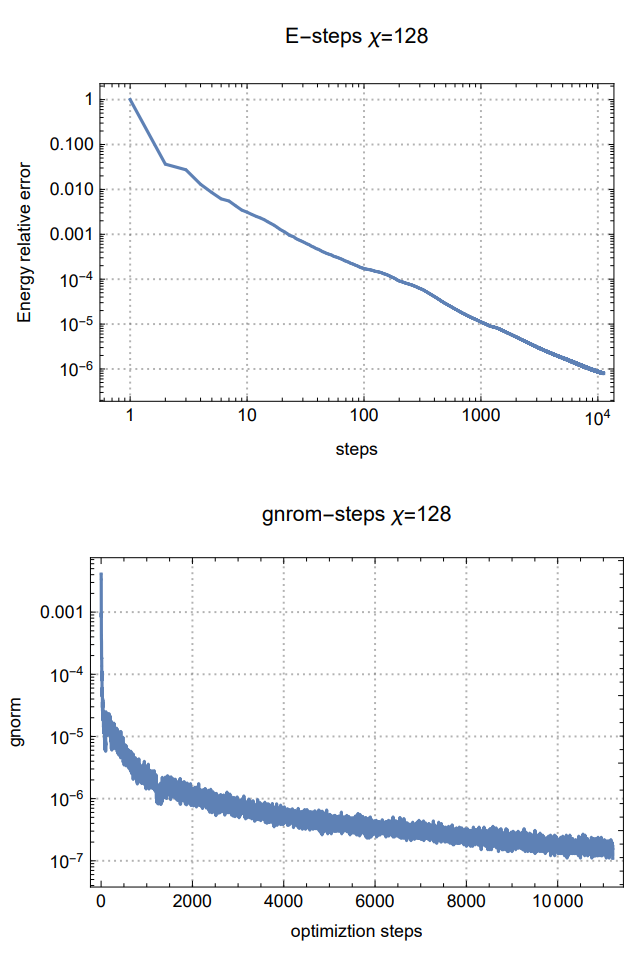 E−steps χ=128
1
0.100
0.010
0.001
10⁻⁴
10⁻⁵
10⁻⁶
Energy relative error
1 10 100 1000 10⁴
steps
gnrom−steps χ=128
0.001
10⁻⁴
10⁻⁵
10⁻⁶
10⁻⁷
gnorm
0 2000 4000 6000 8000 10000
optimiztion steps